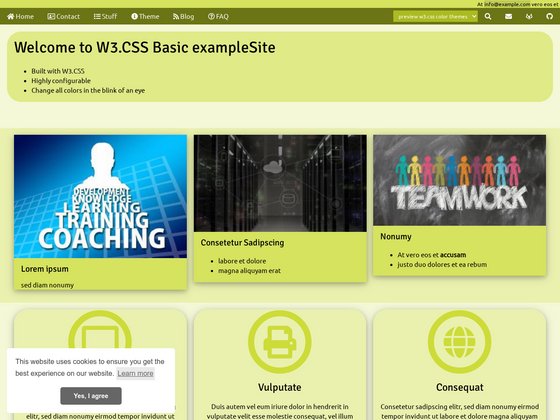 At info@example.com vero eos et
Home Contact Stuff Theme Blog FAQ preview w3.css color themes
Welcome to W3.CSS Basic exampleSite
Built with W3.CSS
Highly configurable
Change all colors in the blink of an eye
DEVELOPMENT
KNOWLEDGE
LEARNING
TRAINING
COACHING
Lorem ipsum
sed diam nonumy
Consetetur Sadipscing
labore et dolore
magna aliquyam erat
TEAMWORK
Nonumy
At vero eos et accusam
justo duo dolores et ea rebum
This website uses cookies to ensure you get the
best experience on our website. Learn more
Yes, I agree
elitr, sed diam nonumy eirmod tempor invidunt ut
Vulputate
Duis autem vel eum iriure dolor in hendrerit in
vulputate velit esse molestie consequat, vel illum
Consequat
Consetetur sadipscing elitr, sed diam nonumy eirmod
tempor invidunt ut labore et dolore magna aliquyam